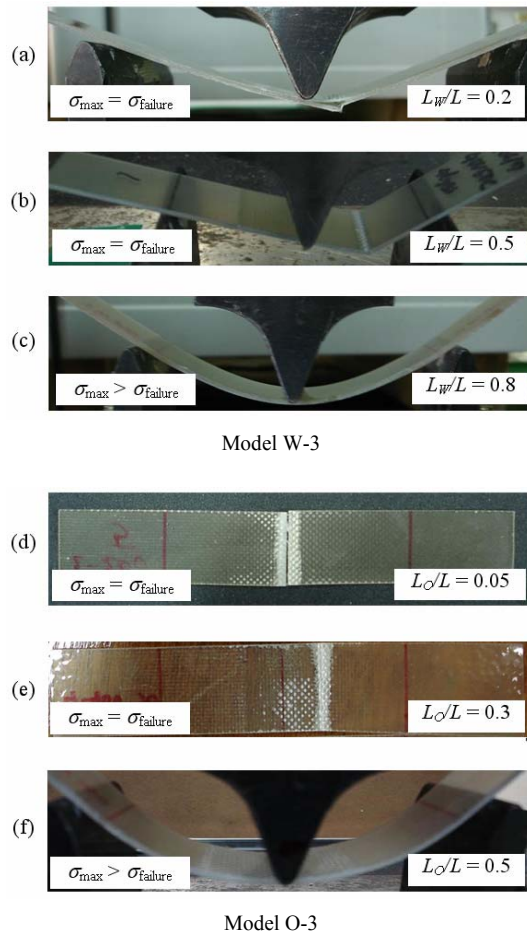 (a)
σmax = σfailure
LW/L = 0.2
(b)
σmax = σfailure
LW/L = 0.5
(c)
σmax > σfailure
LW/L = 0.8
Model W-3
(d)
σmax = σfailure
LO/L = 0.05
(e)
σmax = σfailure
LO/L = 0.3
(f)
σmax > σfailure
LO/L = 0.5
Model O-3